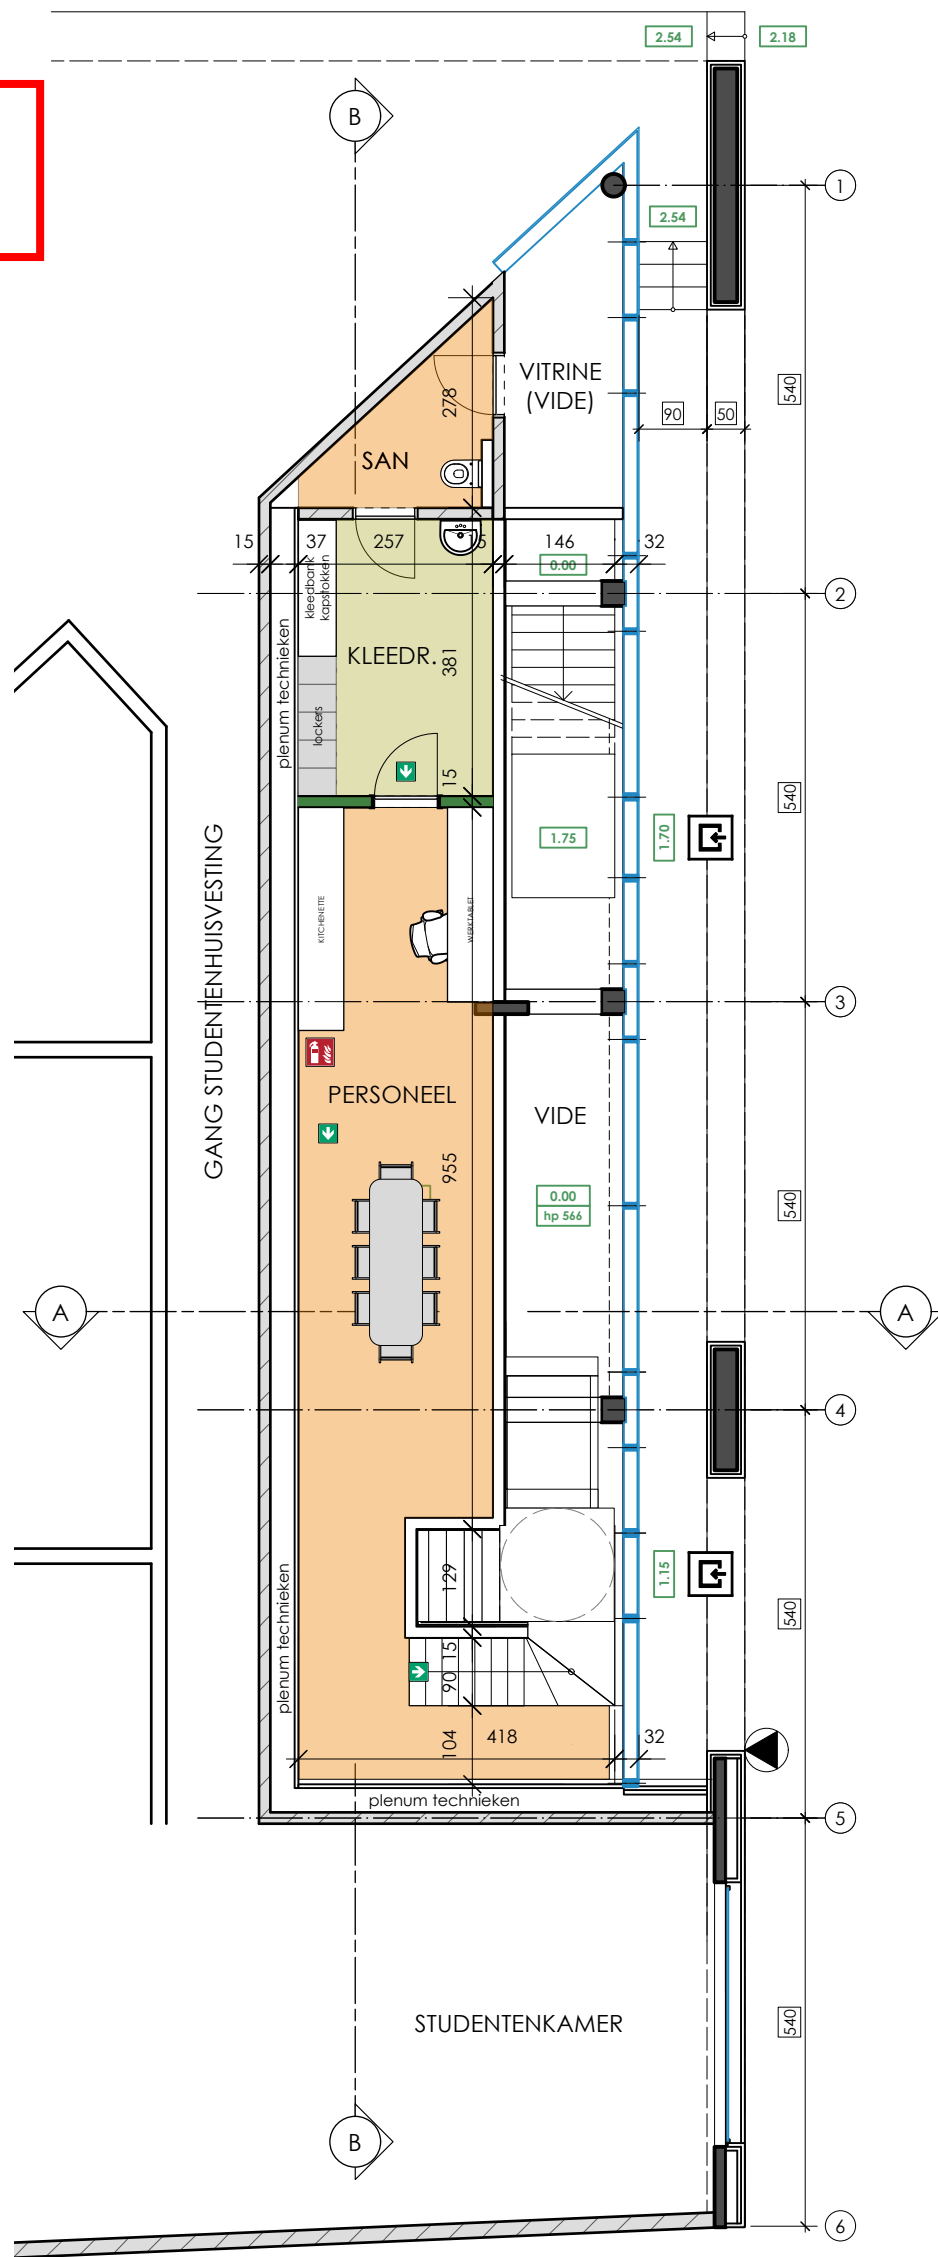 2.54
2.18
B
1
2.54
VITRINE
(VIDE)
540
278
90
50
SAN
15
37
257
15
146
32
0.00
kleedbank
kapstokken
2
plenum technieken
KLEEDR.
381
lockers
15
540
1.75
1.70
GANG STUDENTENHUISVESTING
KITCHENETTE
WERKTABLET
3
PERSONEEL
VIDE
955
0.00
hp 566
540
A
A
4
129
1.15
plenum technieken
15
90
540
104
418
32
plenum technieken
5
STUDENTENKAMER
540
B
6